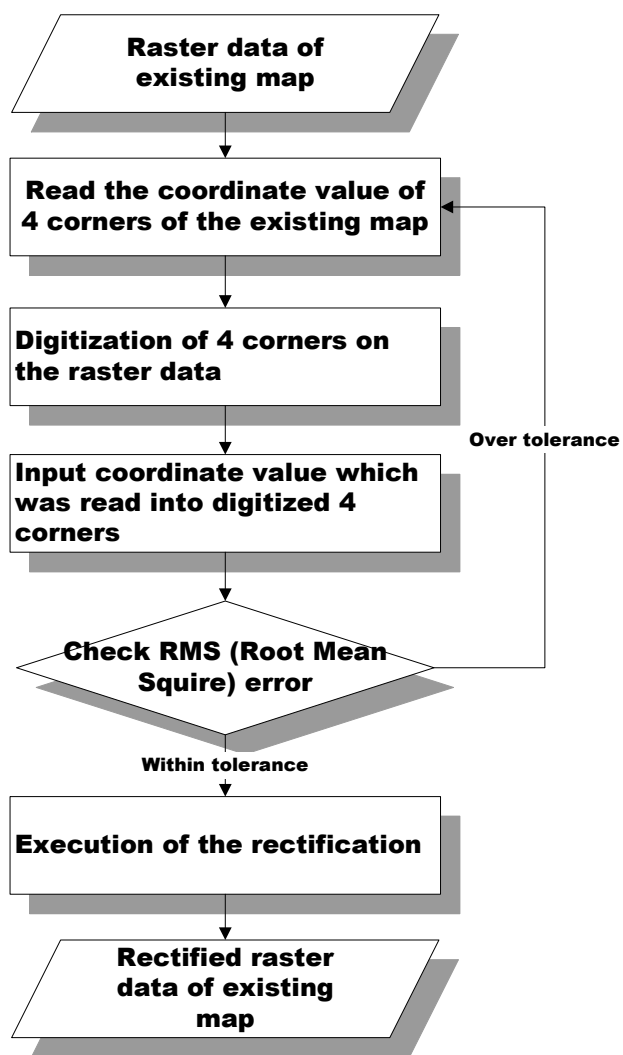 Raster data of
existing map
Read the coordinate value of
4 corners of the existing map
Digitization of 4 corners on
the raster data
Over tolerance
Input coordinate value which
was read into digitized 4
corners
Check RMS (Root Mean
Squire) error
Within tolerance
Execution of the rectification
Rectified raster
data of existing
map